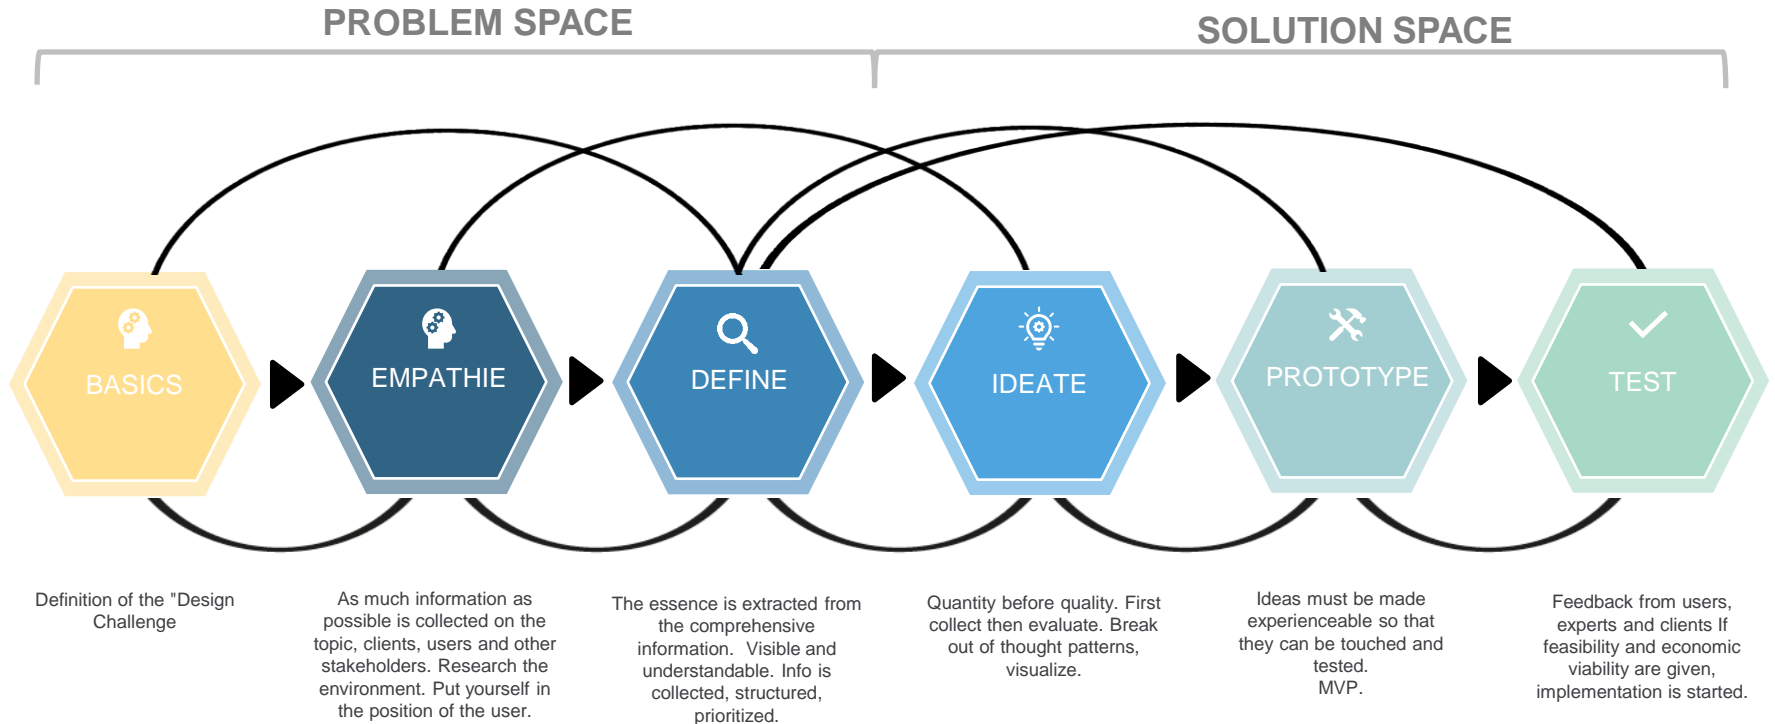 PROBLEM SPACE
SOLUTION SPACE
BASICS
EMPATHIE
DEFINE
IDEATE
PROTOTYPE
TEST
Definition of the "Design
Challenge
As much information as
possible is collected on the
topic, clients, users and other
stakeholders. Research the
environment. Put yourself in
the position of the user.
The essence is extracted from
the comprehensive
information.  Visible and
understandable. Info is
collected, structured,
prioritized.
Quantity before quality. First
collect then evaluate. Break
out of thought patterns,
visualize.
Ideas must be made
experienceable so that
they can be touched and
tested.
MVP.
Feedback from users,
experts and clients If
feasibility and economic
viability are given,
implementation is started.